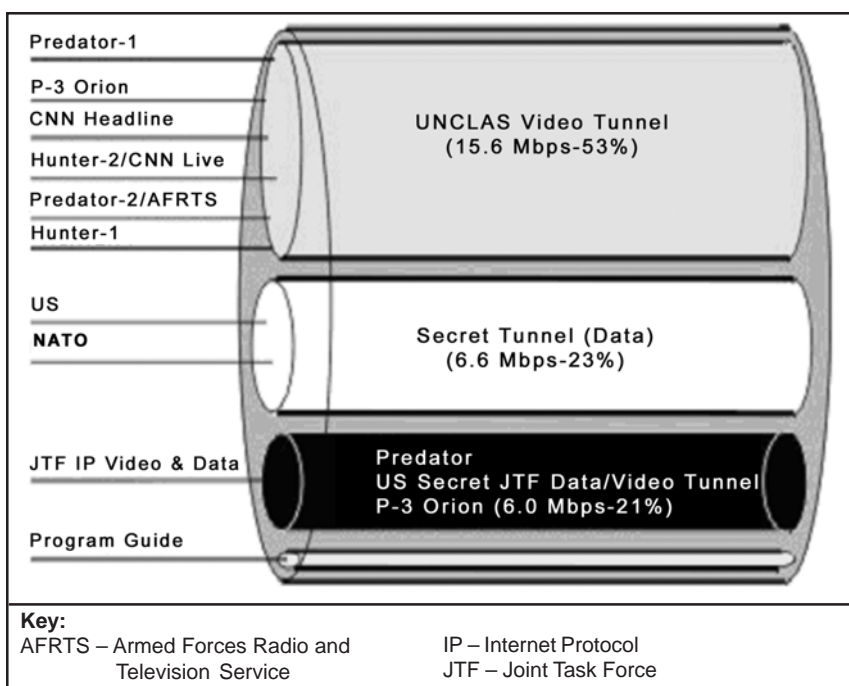 Predator-1
P-3 Orion
CNN Headline
Hunter-2/CNN Live
Predator-2/AFRTS
Hunter-1
UNCLAS Video Tunnel
(15.6 Mbps-53%)
US
NATO
Secret Tunnel (Data)
(6.6 Mbps-23%)
JTF IP Video & Data
Predator
US Secret JTF Data/Video Tunnel
P-3 Orion (6.0 Mbps-21%)
Program Guide
Key:
AFRTS – Armed Forces Radio and
Television Service
IP – Internet Protocol
JTF – Joint Task Force